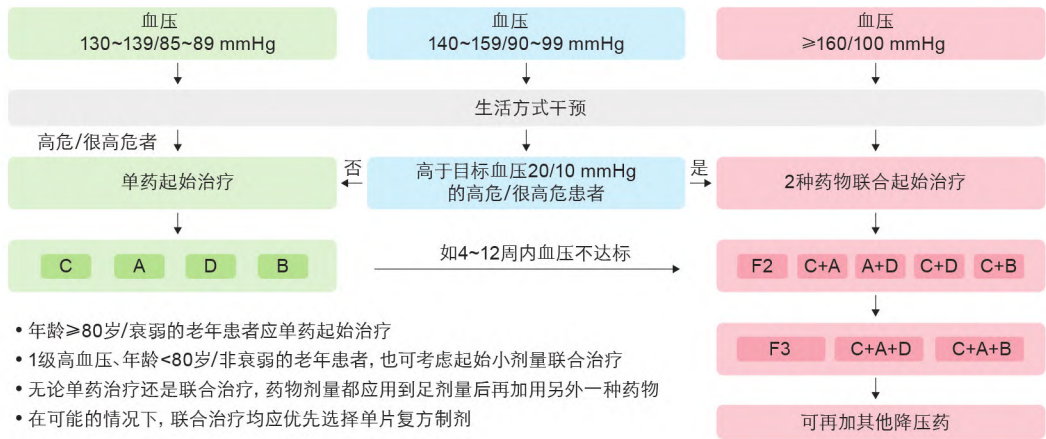 血压
130~139/85~89 mmHg
血压
140~159/90~99 mmHg
血压
≥160/100 mmHg
生活方式干预
高危/很高危者
单药起始治疗
否
高于目标血压20/10 mmHg
的高危/很高危患者
是
2种药物联合起始治疗
C
A
D
B
如4~12周内血压不达标
F2
C+A
A+D
C+D
C+B
F3
C+A+D
C+A+B
可再加其他降压药
• 年龄≥80岁/衰弱的老年患者应单药起始治疗
• 1级高血压、年龄<80岁/非衰弱的老年患者, 也可考虑起始小剂量联合治疗
• 无论单药治疗还是联合治疗, 药物剂量都应用到足剂量后再加用另外一种药物
• 在可能的情况下, 联合治疗均应优先选择单片复方制剂